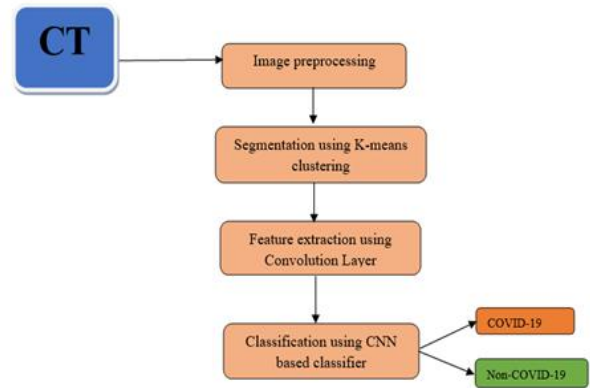 CT
Image preprocessing
Segmentation using K-means
clustering
Feature extraction using
Convolution Layer
Classification using CNN
based classifier
COVID-19
Non-COVID-19